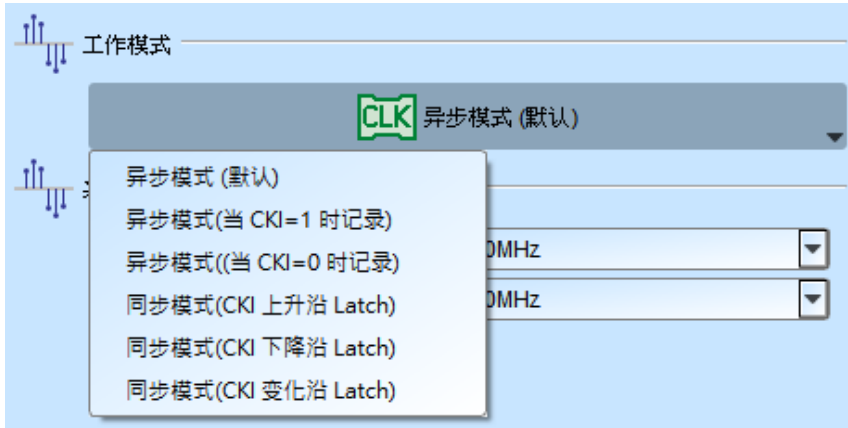 工作模式
CLK 异步模式 (默认)
异步模式 (默认)
异步模式(当 CKI=1 时记录)
异步模式((当 CKI=0 时记录)
0MHz
同步模式(CKI 上升沿 Latch)
0MHz
同步模式(CKI 下降沿 Latch)
同步模式(CKI 变化沿 Latch)